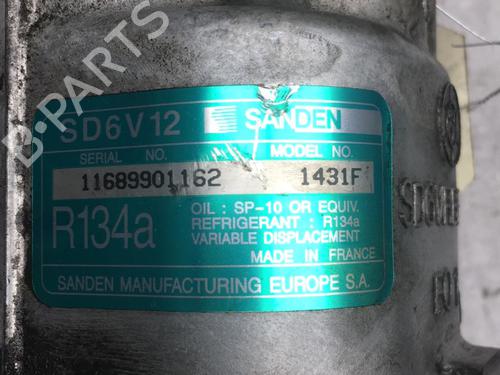 SD6V12 SANDEN
SERIAL NO. MODEL NO.
11689901162 1431F
R134a
OIL : SP-10 OR EQUIV.
REFRIGERANT : R134a
VARIABLE DISPLACEMENT
MADE IN FRANCE
SANDEN MANUFACTURING EUROPE S.A.
B-PARTS